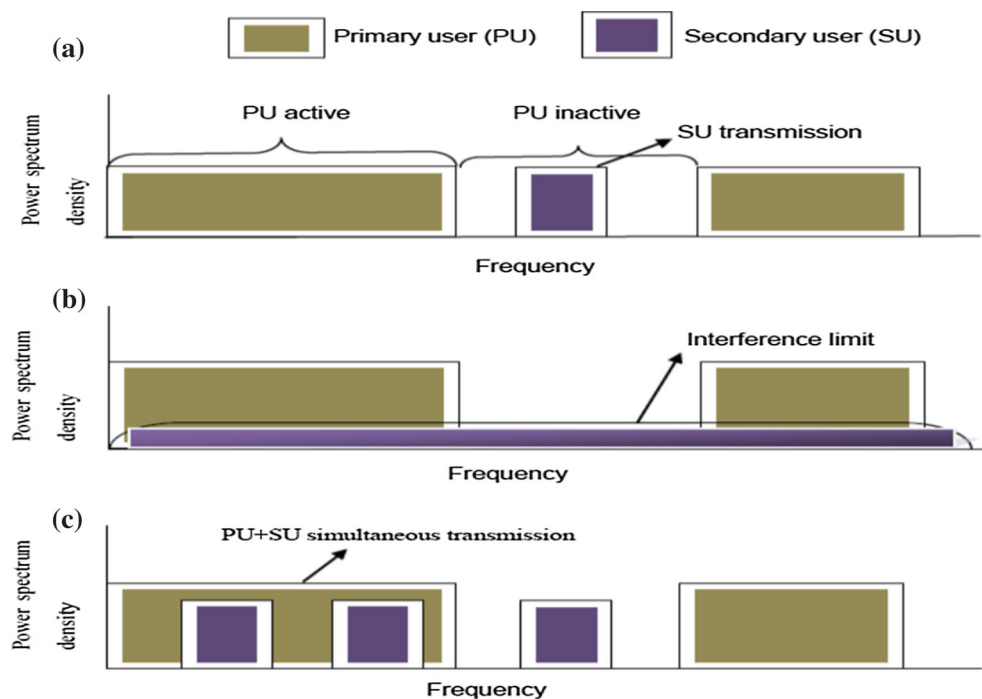 (a)
Primary user (PU)
Secondary user (SU)
PU active
PU inactive
SU transmission
Power spectrum
density
Frequency
(b)
Interference limit
Power spectrum
density
Frequency
(c)
PU+SU simultaneous transmission
Power spectrum
density
Frequency